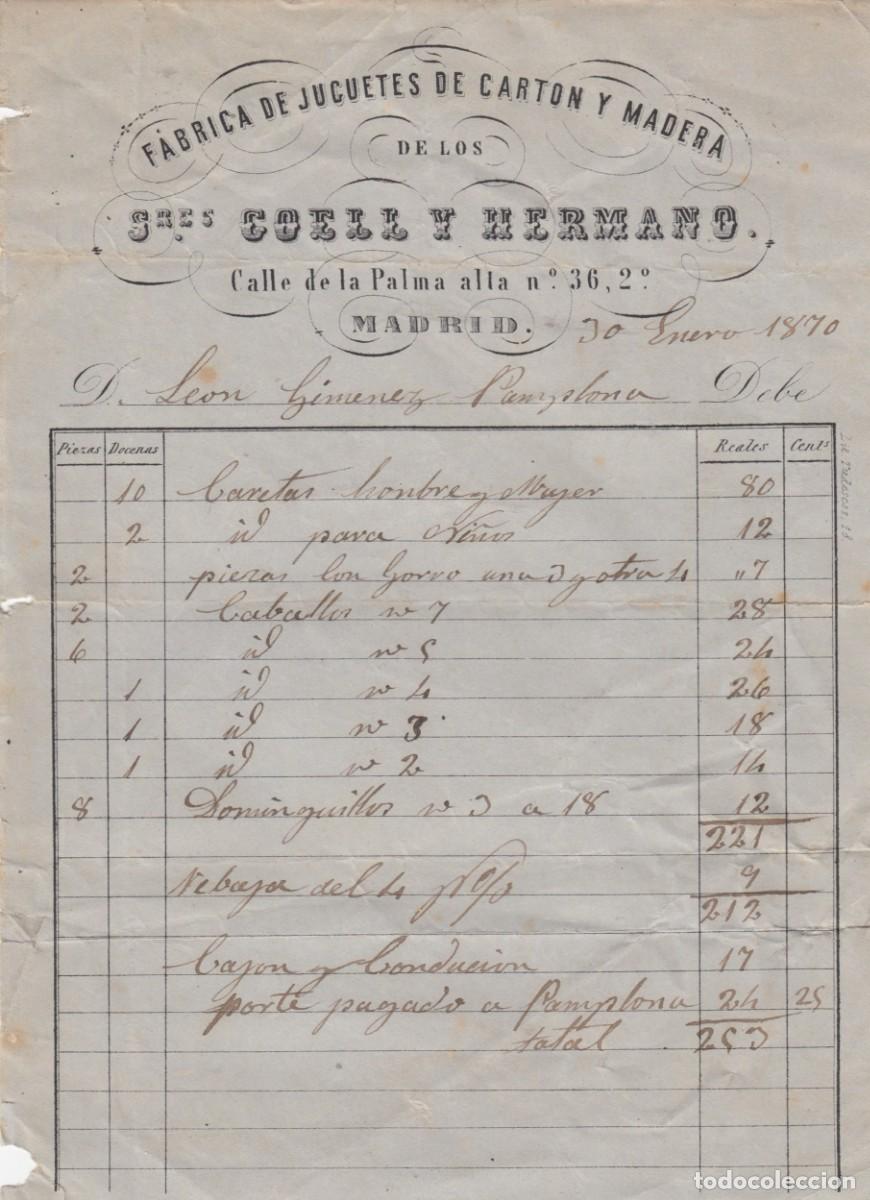 FÁBRICA DE JUGUETES DE CARTON Y MADERA
DE LOS
SRES GOELL Y HERMANO.
Calle de la Palma alta nº 36, 2º
MADRID. 30 Enero 1870
D. Leon Gimenez Pamplona Debe
Piezas Docenas Reales Cents
10 Caretas honbre y Mujer 80
2 id para Niños 12
2 piezas Con Gorro una 3 y otra 4 "7
2 Caballos nº 7 28
6 id nº 5 24
1 id nº 4 26
1 id nº 3 18
1 id nº 2 14
8 Dominguillos nº 3 a 18 12
221
Rebaja del 4 p% 9
212
Cajon y Conducion 17
porte pagado a Pamplona 24 25
total 253
todocoleccion